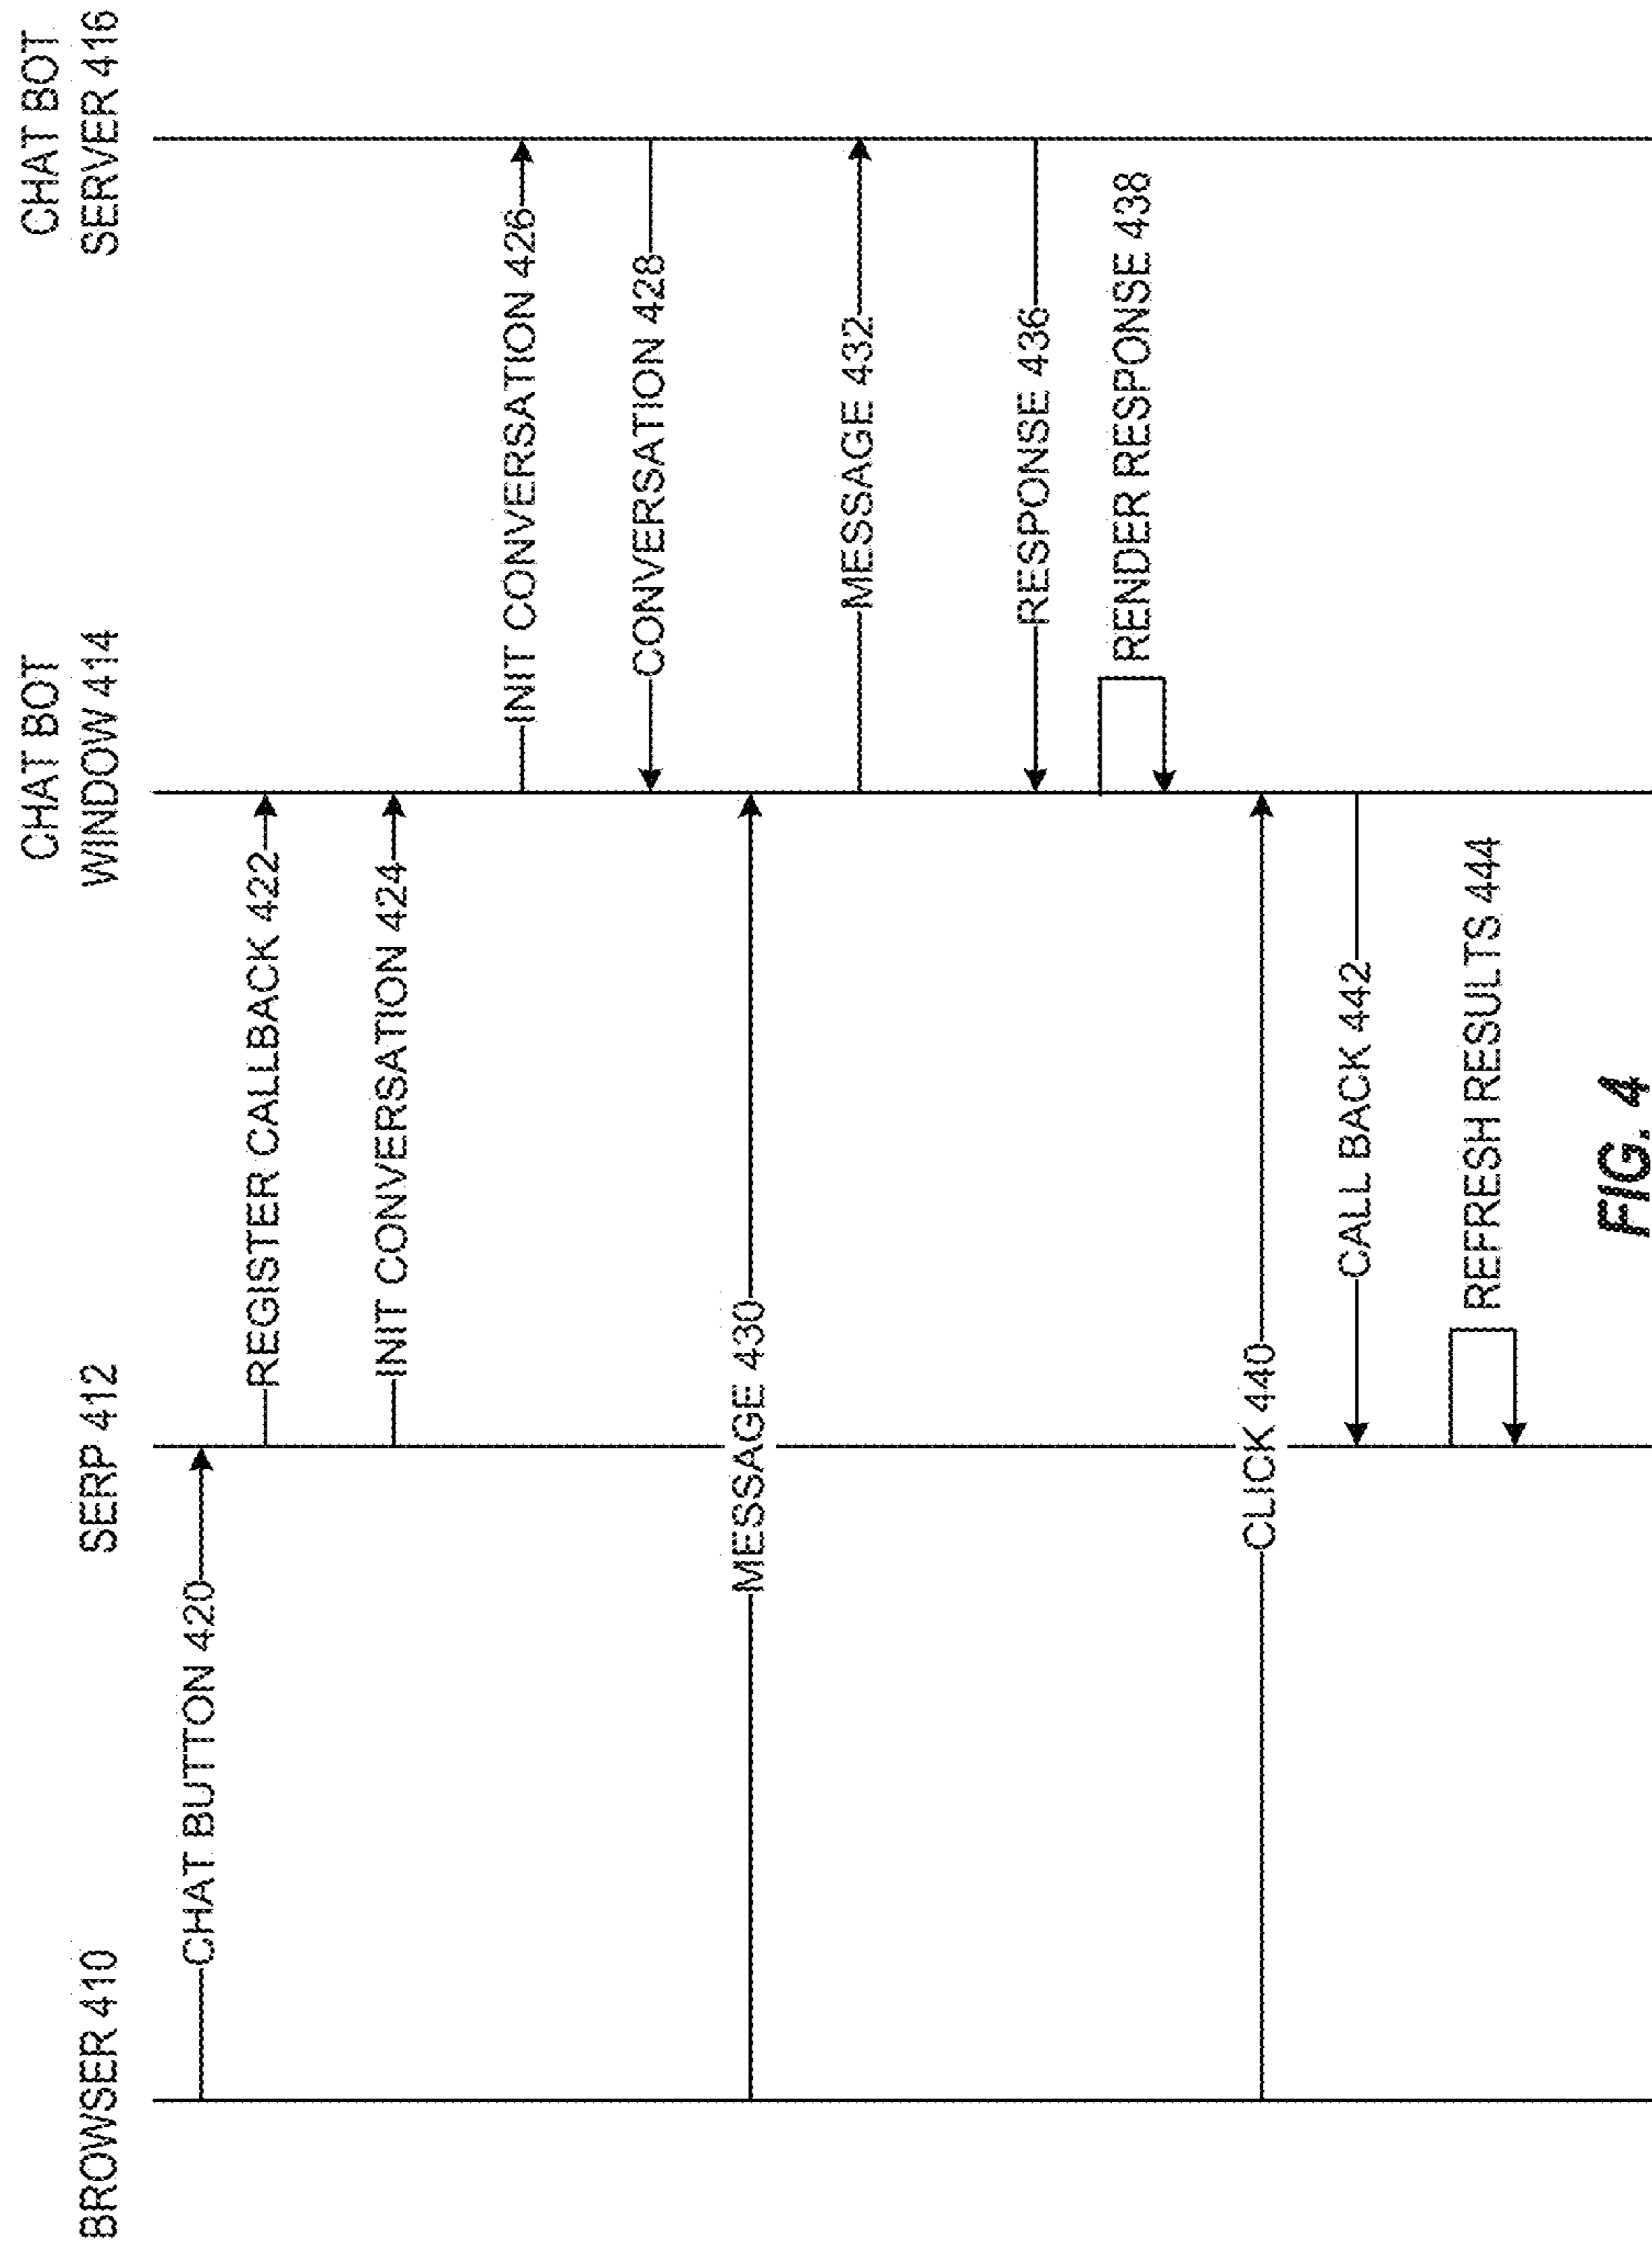 BROWSER 410
SERP 412
CHAT BOT
WINDOW 414
CHAT BOT
SERVER 416
CHAT BUTTON 420
REGISTER CALLBACK 422
INIT CONVERSATION 424
INIT CONVERSATION 426
CONVERSATION 428
MESSAGE 430
MESSAGE 432
RESPONSE 436
RENDER RESPONSE 438
CLICK 440
CALL BACK 442
REFRESH RESULTS 444
FIG. 4